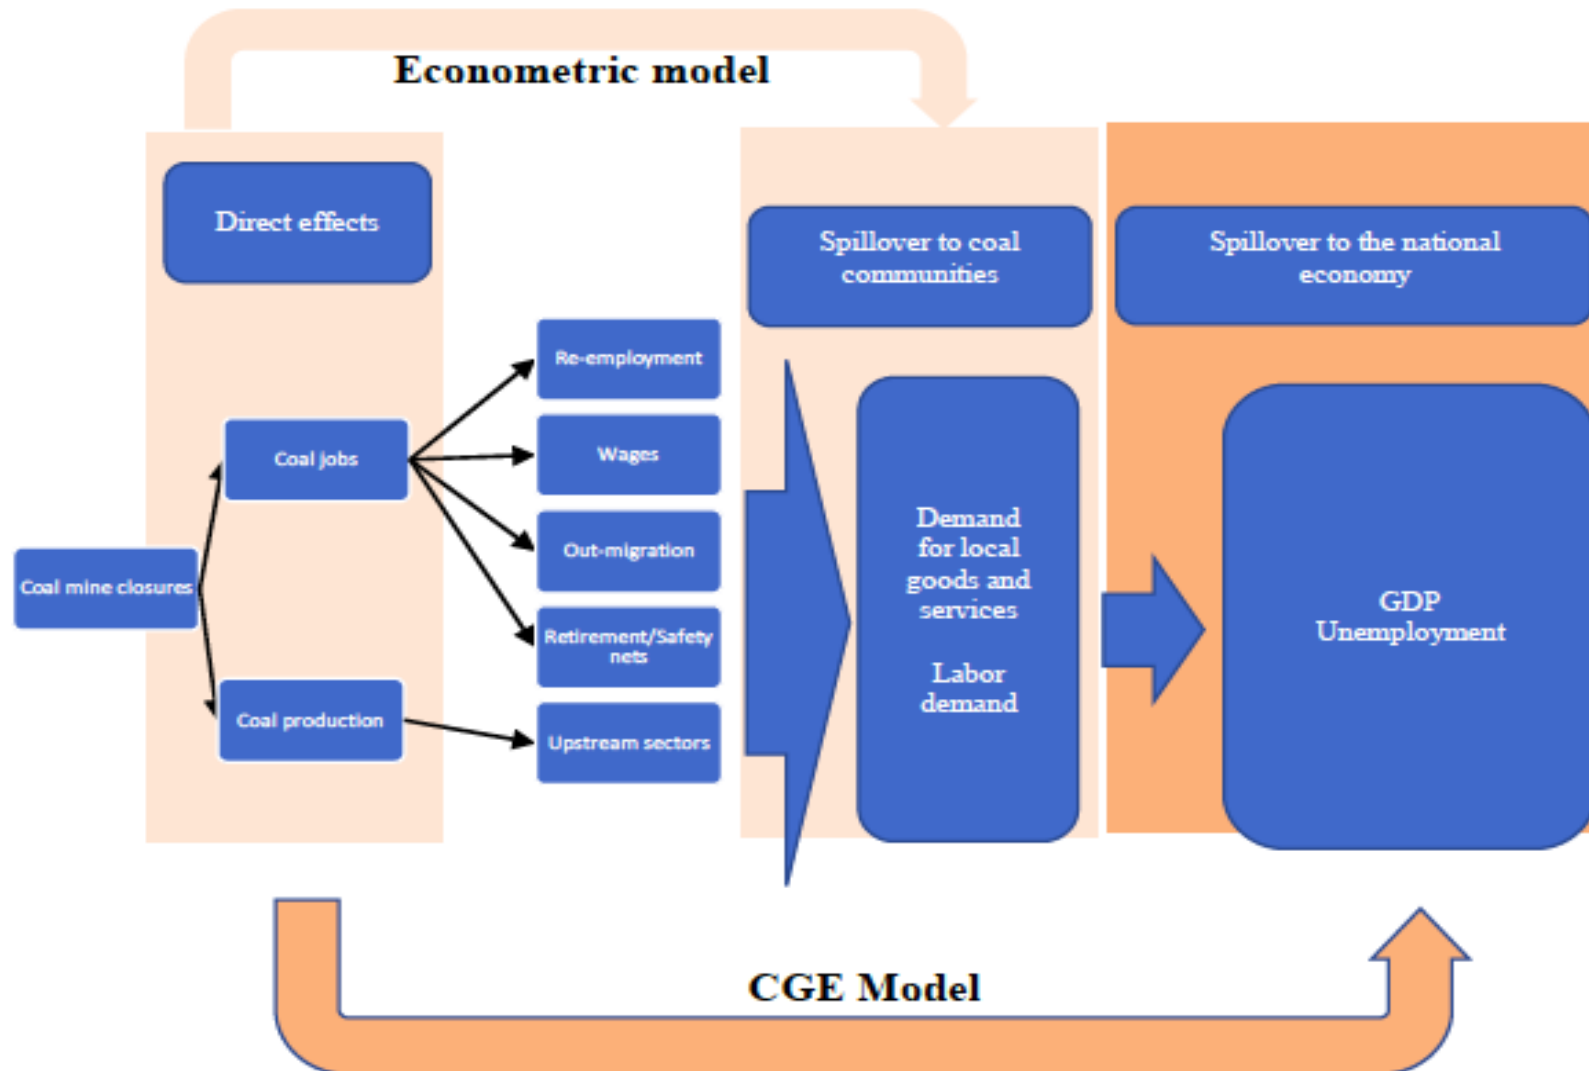 Econometric model
Direct effects
Spillover to coal
communities
Spillover to the national
economy
Re-employment
Coal jobs
Wages
Out-migration
Coal mine closures
Retirement/Safety
nets
Coal production
Upstream sectors
Demand
for local
goods and
services
Labor
demand
GDP
Unemployment
CGE Model